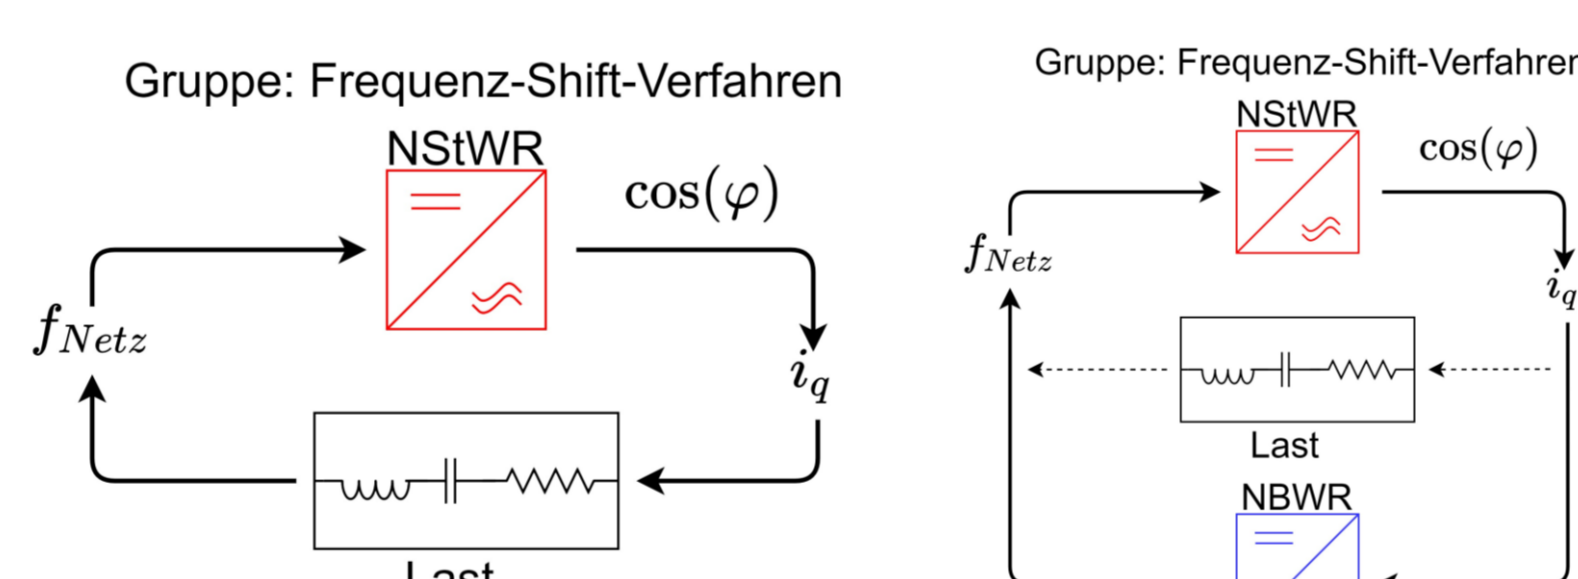 Gruppe: Frequenz-Shift-Verfahren
NStWR
cos(φ)
f_Netz
i_q
Last
Gruppe: Frequenz-Shift-Verfahren
NStWR
cos(φ)
f_Netz
i_q
Last
NBWR